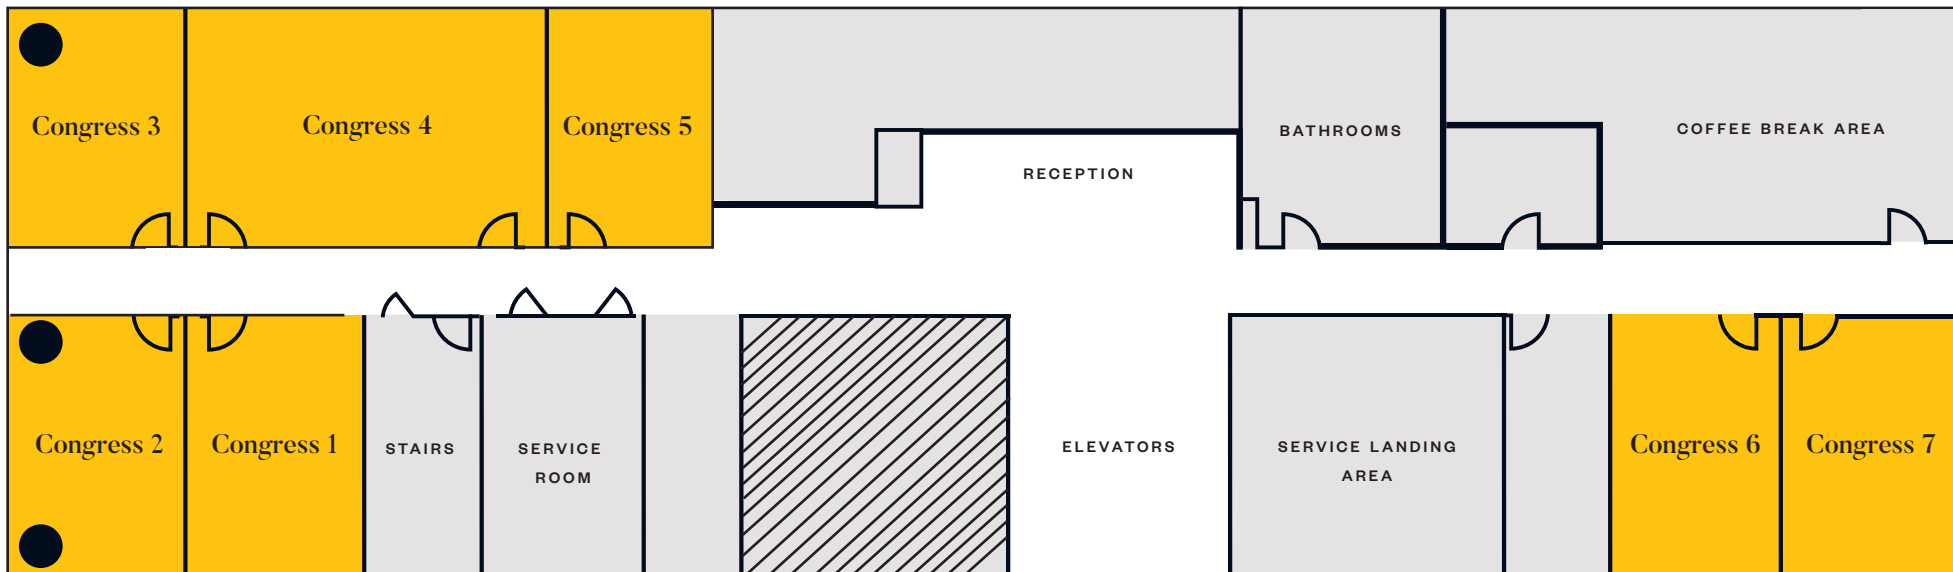 Congress 3
Congress 4
Congress 5
RECEPTION
BATHROOMS
COFFEE BREAK AREA
Congress 2
Congress 1
STAIRS
SERVICE
ROOM
ELEVATORS
SERVICE LANDING
AREA
Congress 6
Congress 7